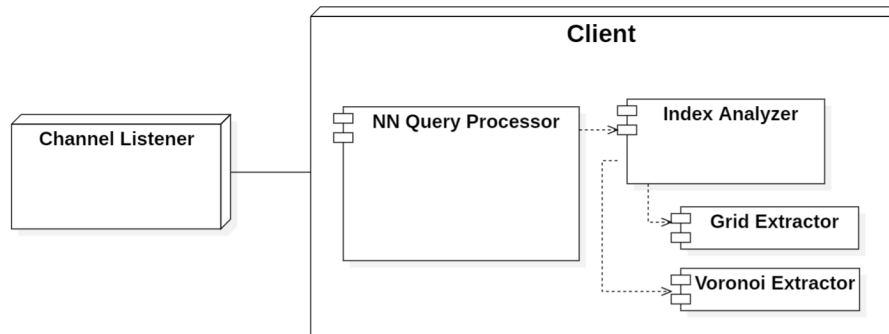 Client
Channel Listener
NN Query Processor
Index Analyzer
Grid Extractor
Voronoi Extractor